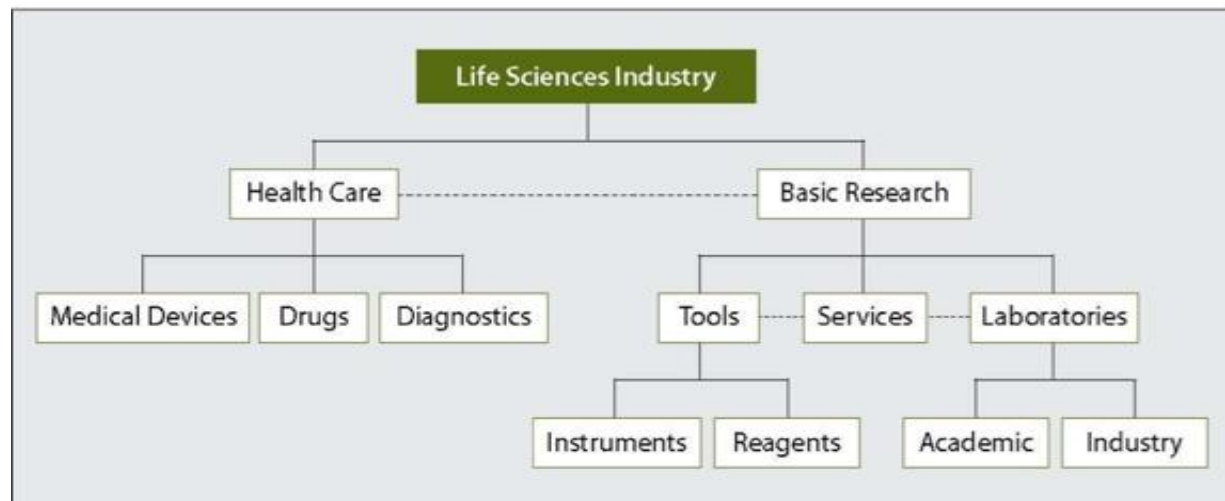 Life Sciences Industry
Health Care
Basic Research
Medical Devices
Drugs
Diagnostics
Tools
Services
Laboratories
Instruments
Reagents
Academic
Industry